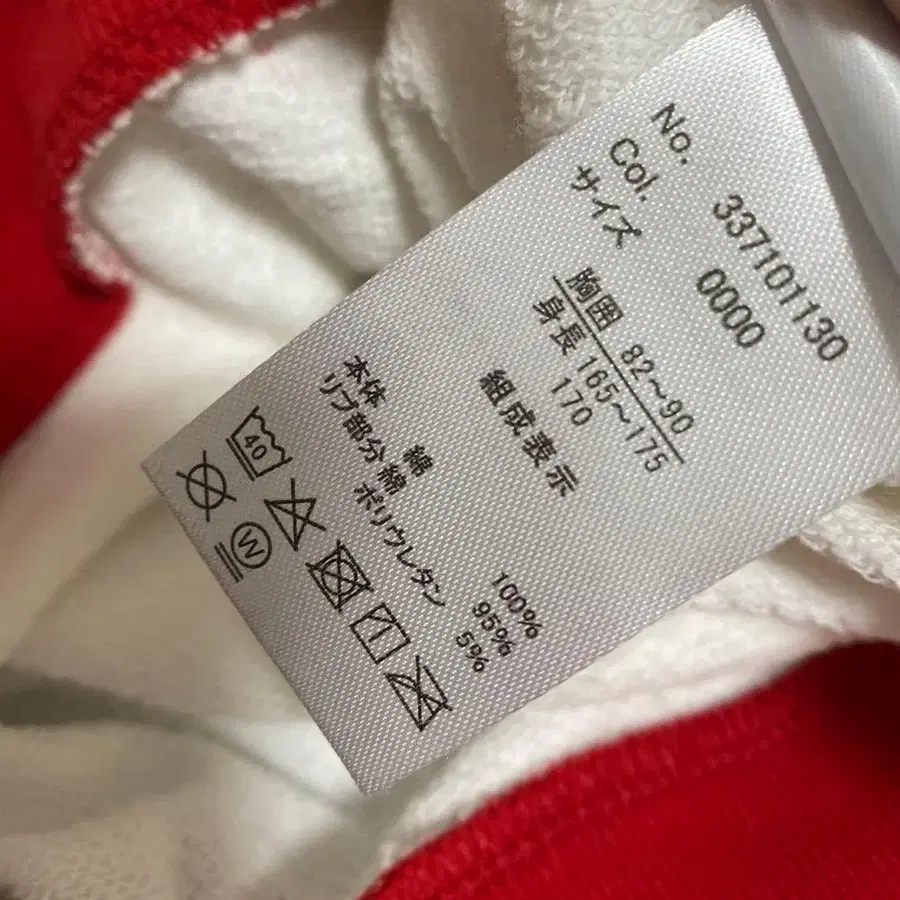 No. 337101130
Col. 0000
サイズ
胸囲 82～90
身長 165～175
170
組成表示
本体 綿 100%
リブ部分 綿 95%
ポリウレタン 5%
40
W